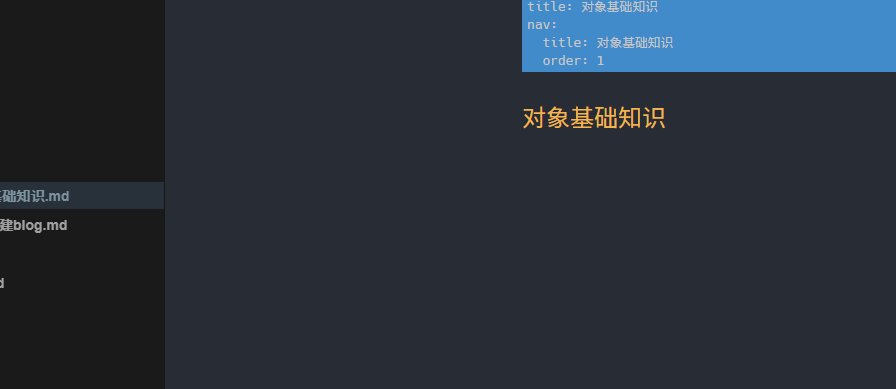 title: 对象基础知识
nav:
title: 对象基础知识
order: 1
对象基础知识
础知识.md
建blog.md